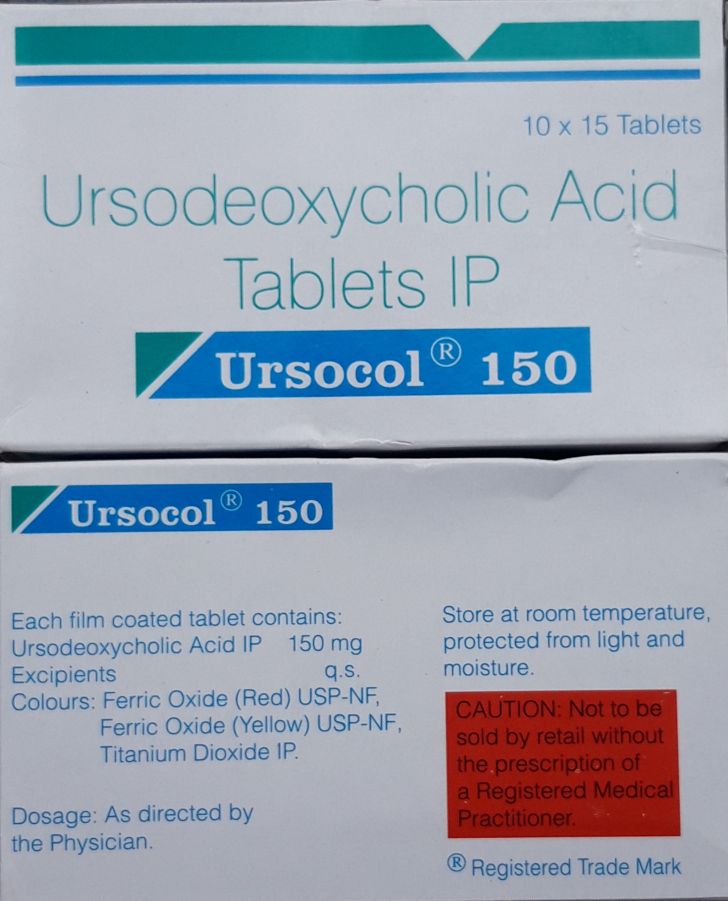 10 x 15 Tablets
Ursodeoxycholic Acid
Tablets IP
Ursocol® 150
Ursocol® 150
Each film coated tablet contains:
Ursodeoxycholic Acid IP 150 mg
Excipients q.s.
Colours: Ferric Oxide (Red) USP-NF,
Ferric Oxide (Yellow) USP-NF,
Titanium Dioxide IP.
Dosage: As directed by
the Physician.
Store at room temperature,
protected from light and
moisture.
CAUTION: Not to be
sold by retail without
the prescription of
a Registered Medical
Practitioner.
® Registered Trade Mark